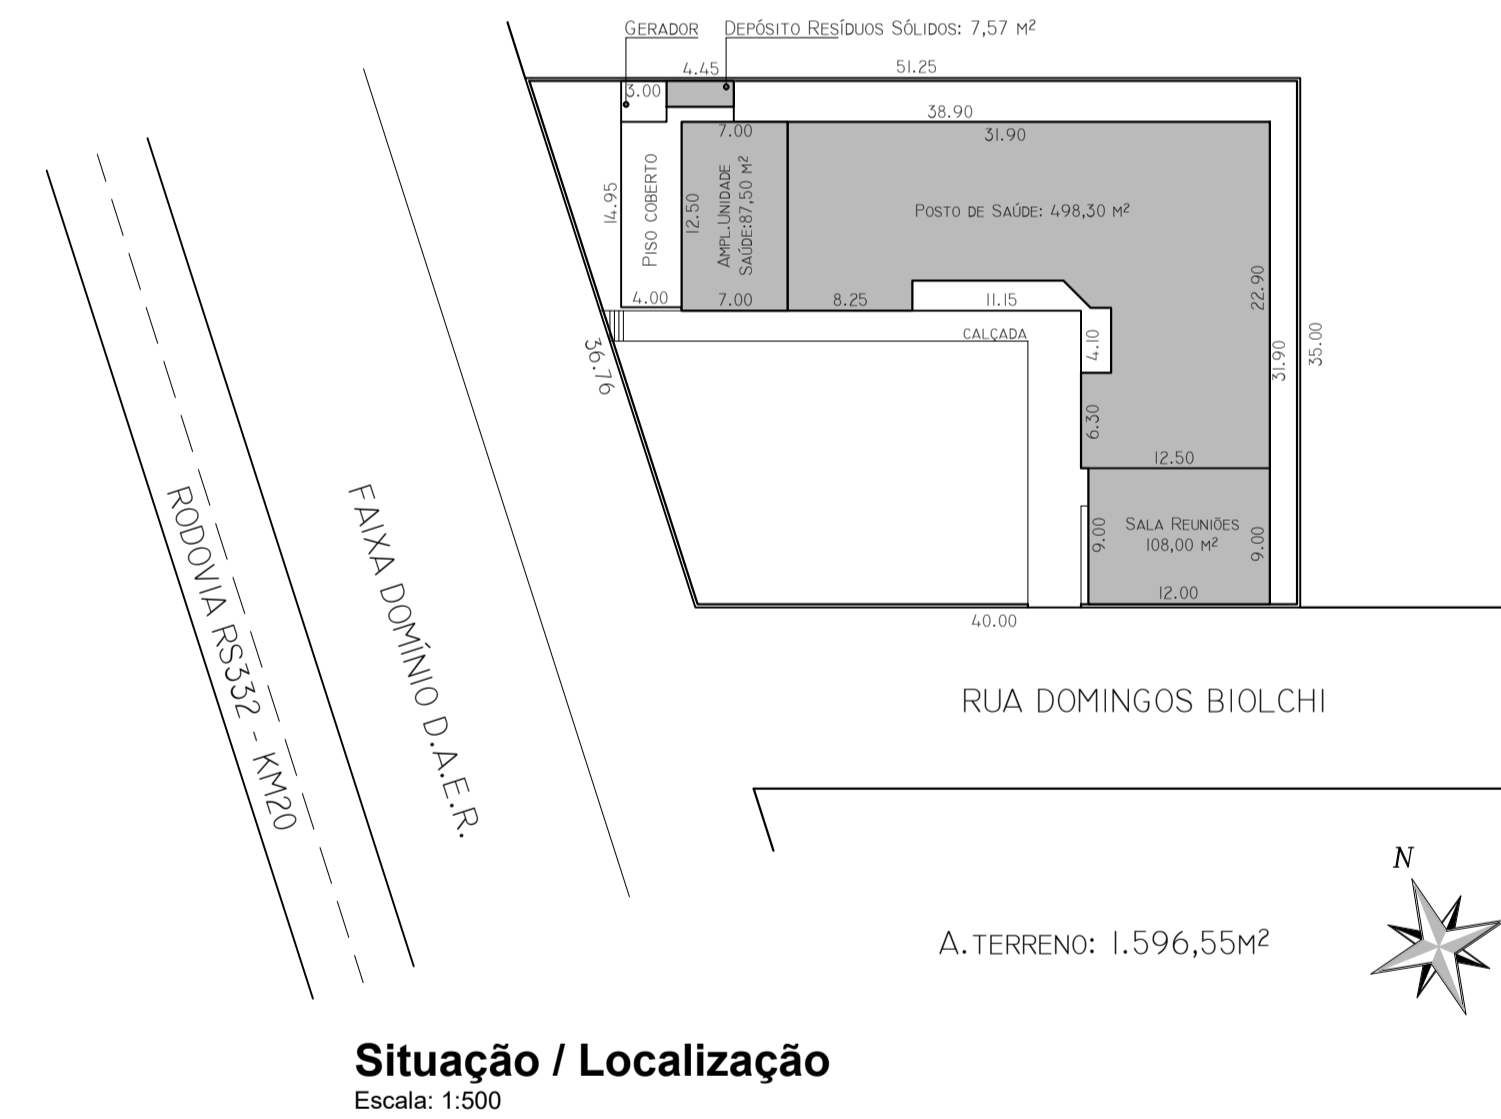 GERADOR
DEPÓSITO RESÍDUOS SÓLIDOS: 7,57 M²
4.45
51.25
3.00
38.90
7.00
31.90
14.95
PISO COBERTO
12.50
AMPL.UNIDADE
SAÚDE:87,50 M²
POSTO DE SAÚDE: 498,30 M²
22.90
4.00
7.00
8.25
11.15
CALÇADA
4.10
31.90
35.00
36.76
6.30
12.50
9.00
SALA REUNIÕES
108,00 M²
9.00
12.00
40.00
RODOVIA RS332 - KM20
FAIXA DOMÍNIO D.A.E.R.
RUA DOMINGOS BIOLCHI
N
A.TERRENO: 1.596,55M²
Situação / Localização
Escala: 1:500